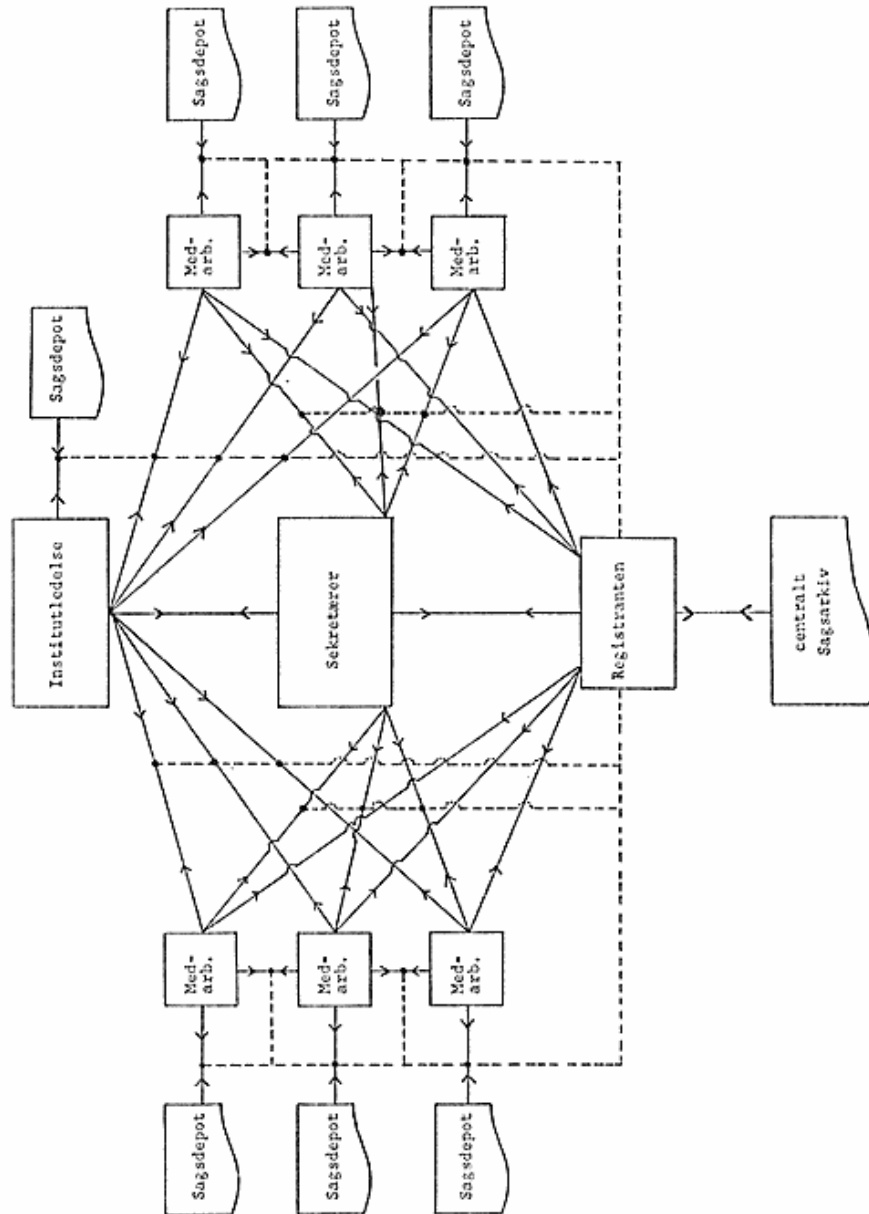 Institutledelse
Sagsdepot
Sagsdepot
Med-
arb.
Med-
arb.
Sagsdepot
Sagsdepot
Med-
arb.
Sekretærer
Med-
arb.
Sagsdepot
Sagsdepot
Med-
arb.
Med-
arb.
Sagsdepot
Registranten
centralt
Sagsarkiv